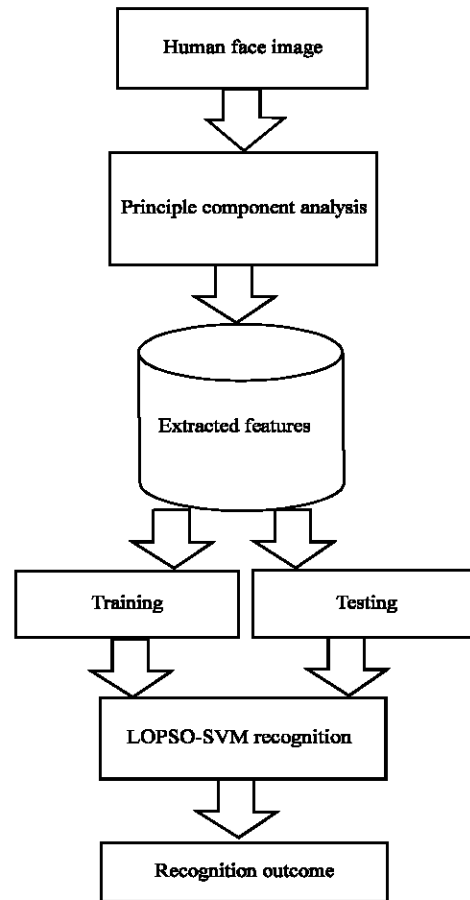 Human face image
Principle component analysis
Extracted features
Training
Testing
LOPSO-SVM recognition
Recognition outcome